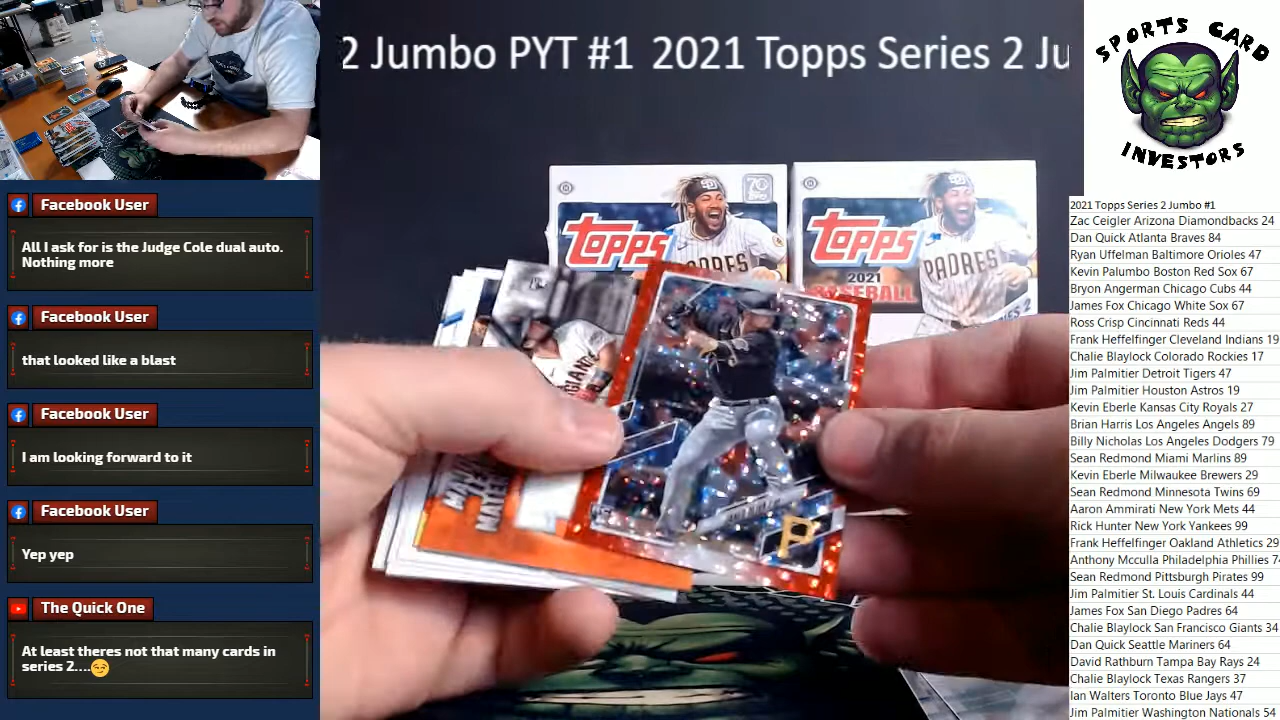 2 Jumbo PYT #1 2021 Topps Series 2 Ju
SPORTS CARD
INVESTORS
Facebook User
All I ask for is the Judge Cole dual auto.
Nothing more
Facebook User
that looked like a blast
Facebook User
I am looking forward to it
Facebook User
Yep yep
The Quick One
At least theres not that many cards in
series 2....😏
topps
PADRES
topps
2021
BASEBALL
PADRES
GIANTS
P
2021 Topps Series 2 Jumbo #1
Zac Ceigler Arizona Diamondbacks 24
Dan Quick Atlanta Braves 84
Ryan Uffelman Baltimore Orioles 47
Kevin Palumbo Boston Red Sox 67
Bryon Angerman Chicago Cubs 44
James Fox Chicago White Sox 67
Ross Crisp Cincinnati Reds 44
Frank Heffelfinger Cleveland Indians 19
Chalie Blaylock Colorado Rockies 17
Jim Palmitier Detroit Tigers 47
Jim Palmitier Houston Astros 19
Kevin Eberle Kansas City Royals 27
Brian Harris Los Angeles Angels 89
Billy Nicholas Los Angeles Dodgers 79
Sean Redmond Miami Marlins 89
Kevin Eberle Milwaukee Brewers 29
Sean Redmond Minnesota Twins 69
Aaron Ammirati New York Mets 44
Rick Hunter New York Yankees 99
Frank Heffelfinger Oakland Athletics 29
Anthony Mcculla Philadelphia Phillies 74
Sean Redmond Pittsburgh Pirates 99
Jim Palmitier St. Louis Cardinals 44
James Fox San Diego Padres 64
Chalie Blaylock San Francisco Giants 34
Dan Quick Seattle Mariners 64
David Rathburn Tampa Bay Rays 24
Chalie Blaylock Texas Rangers 37
Ian Walters Toronto Blue Jays 47
Jim Palmitier Washington Nationals 54